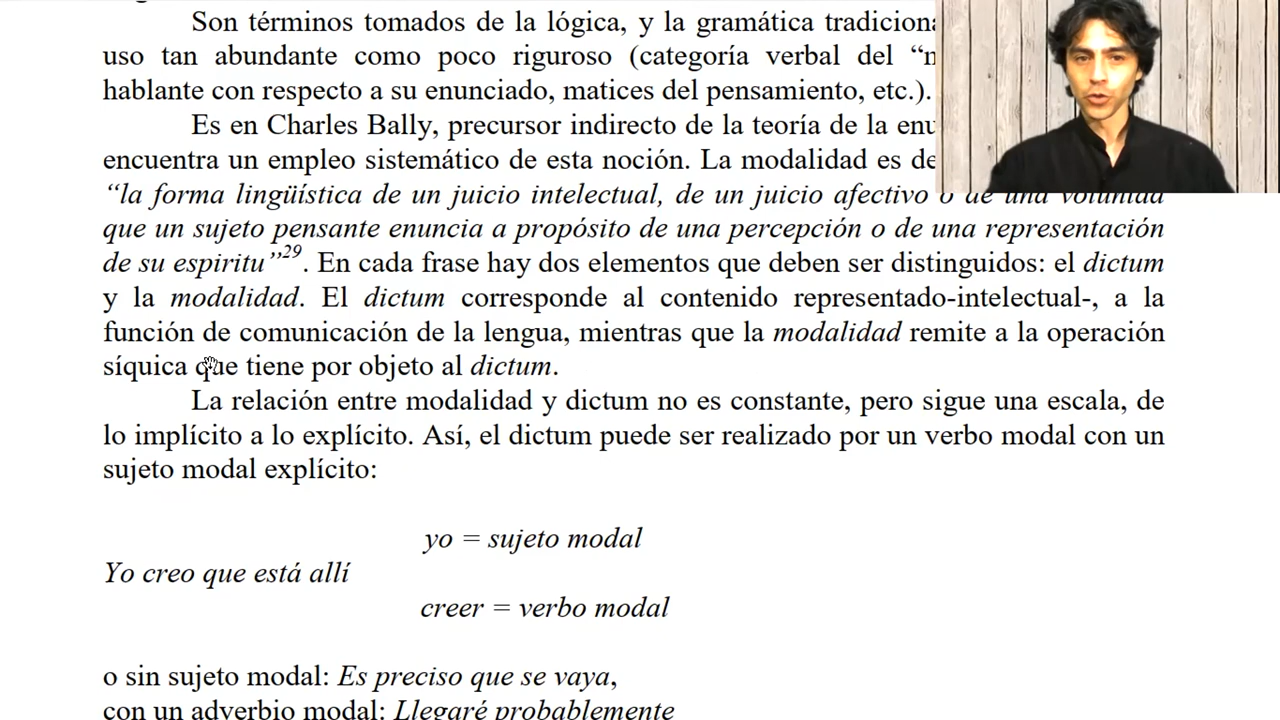 Son términos tomados de la lógica, y la gramática tradiciona
uso tan abundante como poco riguroso (categoría verbal del “
hablante con respecto a su enunciado, matices del pensamiento, etc.).
Es en Charles Bally, precursor indirecto de la teoría de la
encuentra un empleo sistemático de esta noción. La modalidad es
“la forma lingüística de un juicio intelectual, de un juicio afectivo o de una voluntad
que un sujeto pensante enuncia a propósito de una percepción o de una representación
de su espiritu”29. En cada frase hay dos elementos que deben ser distinguidos: el dictum
y la modalidad. El dictum corresponde al contenido representado-intelectual-, a la
función de comunicación de la lengua, mientras que la modalidad remite a la operación
síquica que tiene por objeto al dictum.
La relación entre modalidad y dictum no es constante, pero sigue una escala, de
lo implícito a lo explícito. Así, el dictum puede ser realizado por un verbo modal con un
sujeto modal explícito:
yo = sujeto modal
Yo creo que está allí
creer = verbo modal
o sin sujeto modal: Es preciso que se vaya,
con un adverbio modal: Llegaré probablemente